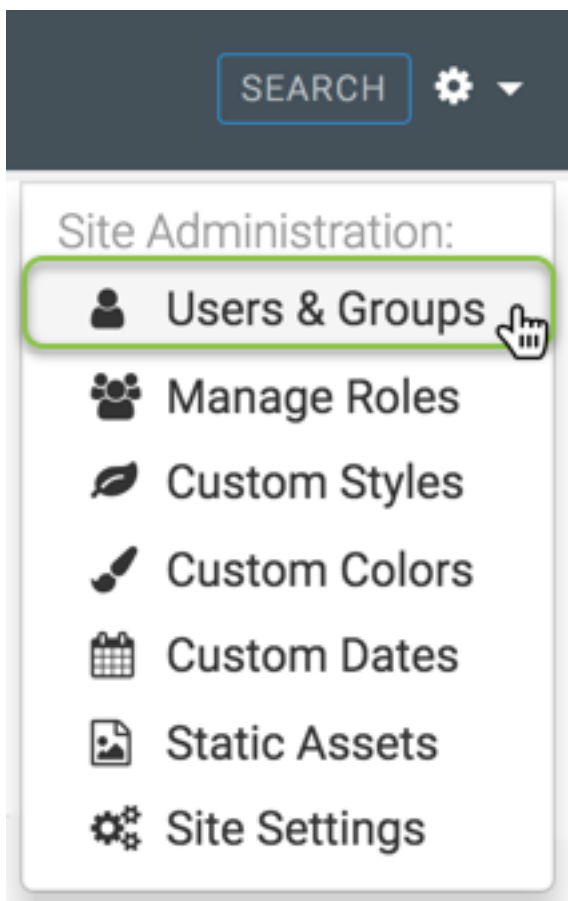 SEARCH
Site Administration:
Users & Groups
Manage Roles
Custom Styles
Custom Colors
Custom Dates
Static Assets
Site Settings